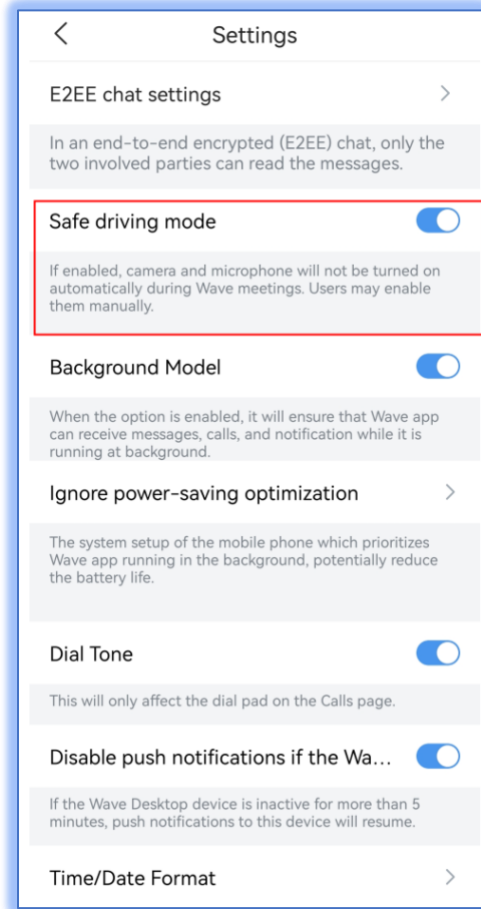 Settings
E2EE chat settings
In an end-to-end encrypted (E2EE) chat, only the
two involved parties can read the messages.
Safe driving mode
If enabled, camera and microphone will not be turned on
automatically during Wave meetings. Users may enable
them manually.
Background Model
When the option is enabled, it will ensure that Wave app
can receive messages, calls, and notification while it is
running at background.
Ignore power-saving optimization
The system setup of the mobile phone which prioritizes
Wave app running in the background, potentially reduce
the battery life.
Dial Tone
This will only affect the dial pad on the Calls page.
Disable push notifications if the Wa...
If the Wave Desktop device is inactive for more than 5
minutes, push notifications to this device will resume.
Time/Date Format